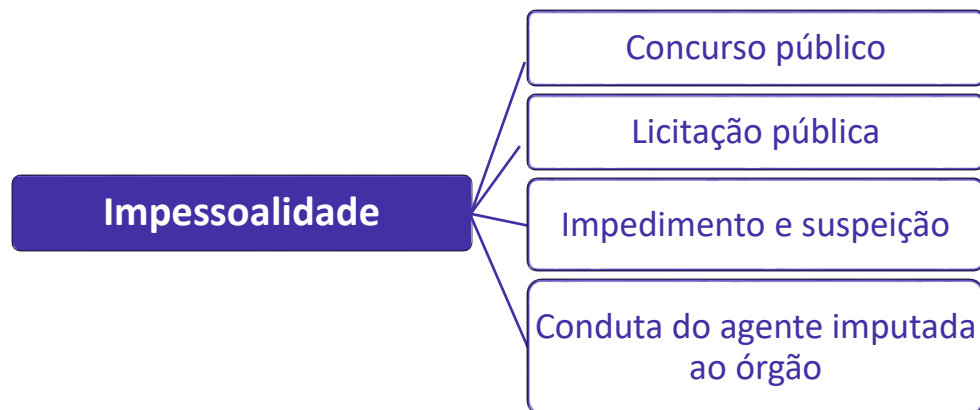 Impessoalidade
Concurso público
Licitação pública
Impedimento e suspeição
Conduta do agente imputada
ao órgão